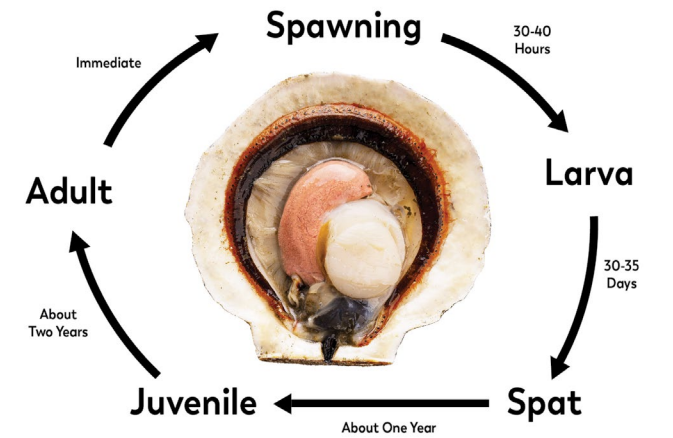 Spawning
30-40
Hours
Larva
30-35
Days
Spat
About One Year
Juvenile
About
Two Years
Adult
Immediate